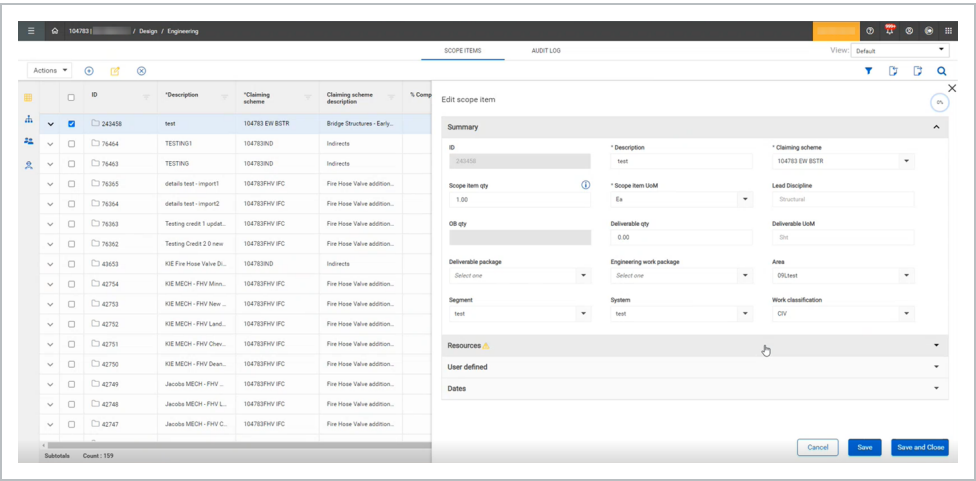 104783 | / Design / Engineering
999+
SCOPE ITEMS AUDIT LOG View: Default
Actions
ID *Description *Claiming scheme Claiming scheme description % Comp
243458 test 104783 EW BSTR Bridge Structures - Early...
76464 TESTING1 104783IND Indirects
76463 TESTING 104783IND Indirects
76365 details test - import1 104783FHV IFC Fire Hose Valve addition...
76364 details test - import2 104783FHV IFC Fire Hose Valve addition...
76363 Testing credit 1 updat... 104783FHV IFC Fire Hose Valve addition...
76362 Testing Credit 2.0 new 104783FHV IFC Fire Hose Valve addition...
43653 KIE Fire Hose Valve Di... 104783IND Indirects
42754 KIE MECH - FHV Minn... 104783FHV IFC Fire Hose Valve addition...
42753 KIE MECH - FHV New ... 104783FHV IFC Fire Hose Valve addition...
42752 KIE MECH - FHV Land... 104783FHV IFC Fire Hose Valve addition...
42751 KIE MECH - FHV Chev... 104783FHV IFC Fire Hose Valve addition...
42750 KIE MECH - FHV Dean... 104783FHV IFC Fire Hose Valve addition...
42749 Jacobs MECH - FHV ... 104783FHV IFC Fire Hose Valve addition...
42748 Jacobs MECH - FHV L... 104783FHV IFC Fire Hose Valve addition...
42747 Jacobs MECH - FHV C... 104783FHV IFC Fire Hose Valve addition...
Subtotals Count : 159
Edit scope item
0%
Summary
ID * Description * Claiming scheme
243458 test 104783 EW BSTR
Scope item qty * Scope item UoM Lead Discipline
1.00 Ea Structural
OB qty Deliverable qty Deliverable UoM
0.00 Sht
Deliverable package Engineering work package Area
Select one Select one 09Ltest
Segment System Work classification
test test CIV
Resources
User defined
Dates
Cancel Save Save and Close